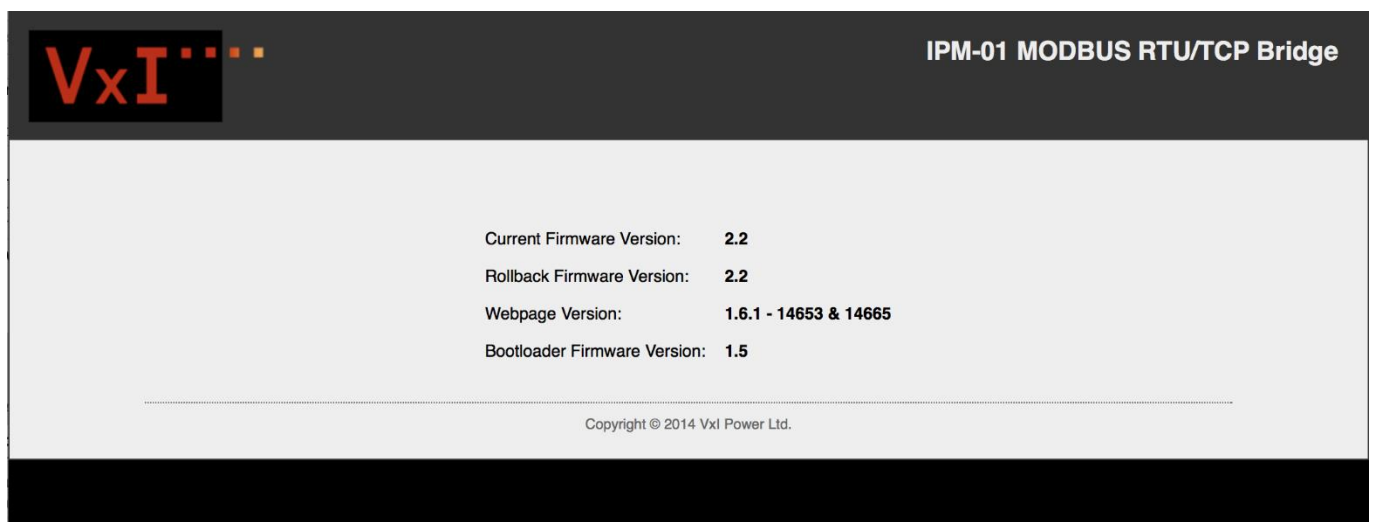 VxI
IPM-01 MODBUS RTU/TCP Bridge
Current Firmware Version: 2.2
Rollback Firmware Version: 2.2
Webpage Version: 1.6.1 - 14653 & 14665
Bootloader Firmware Version: 1.5
Copyright © 2014 VxI Power Ltd.